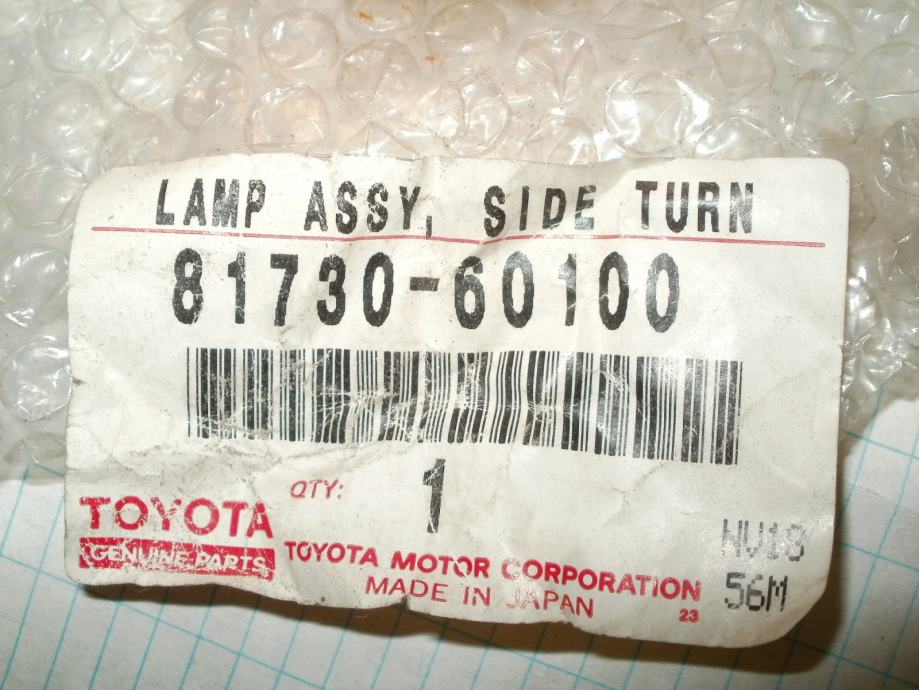 LAMP ASSY, SIDE TURN
81730-60100
QTY: 1
TOYOTA
GENUINE PARTS
TOYOTA MOTOR CORPORATION
MADE IN JAPAN
23
56M